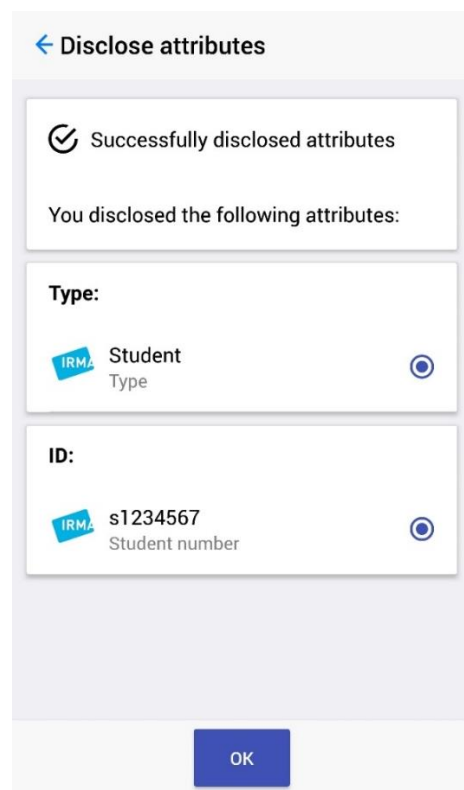 Disclose attributes
Successfully disclosed attributes
You disclosed the following attributes:
Type:
IRMA Student
Type
ID:
IRMA s1234567
Student number
OK